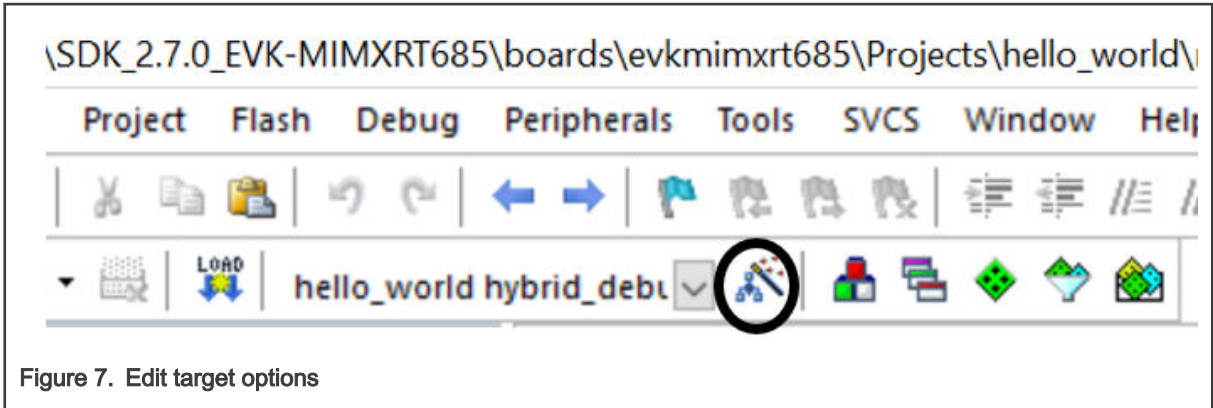 \SDK_2.7.0_EVK-MIMXRT685\boards\evkmimxrt685\Projects\hello_world\
Project Flash Debug Peripherals Tools SVCS Window Help
LOAD
hello_world hybrid_debu
Figure 7. Edit target options